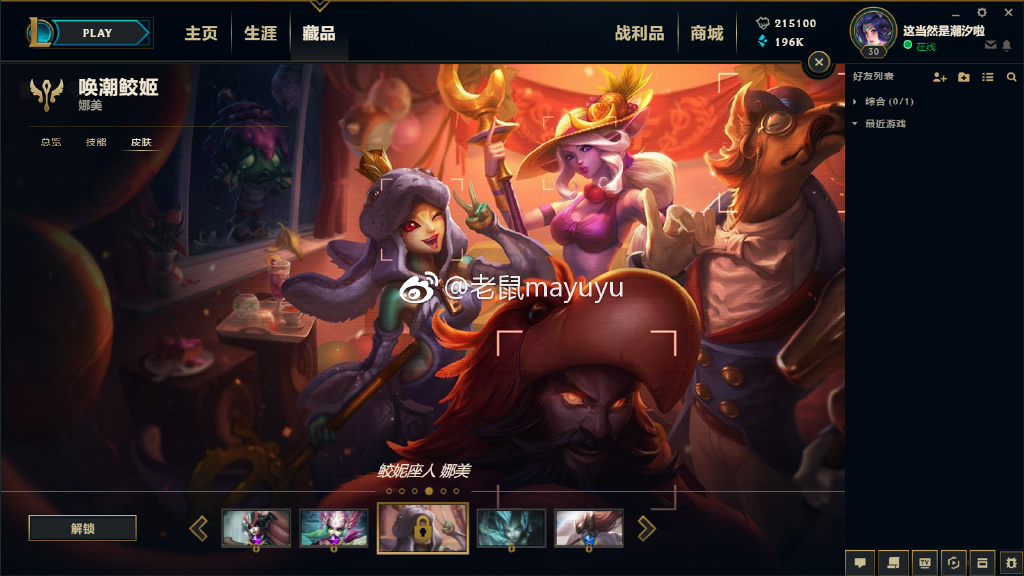 PLAY
主页
生涯
藏品
战利品
商城
215100
196K
30
这当然是潮汐啦
在线
唤潮鲛姬
娜美
总览
技能
皮肤
好友列表
综合 (0/1)
最近游戏
@老鼠mayuyu
鲛妮座人 娜美
解锁
TV